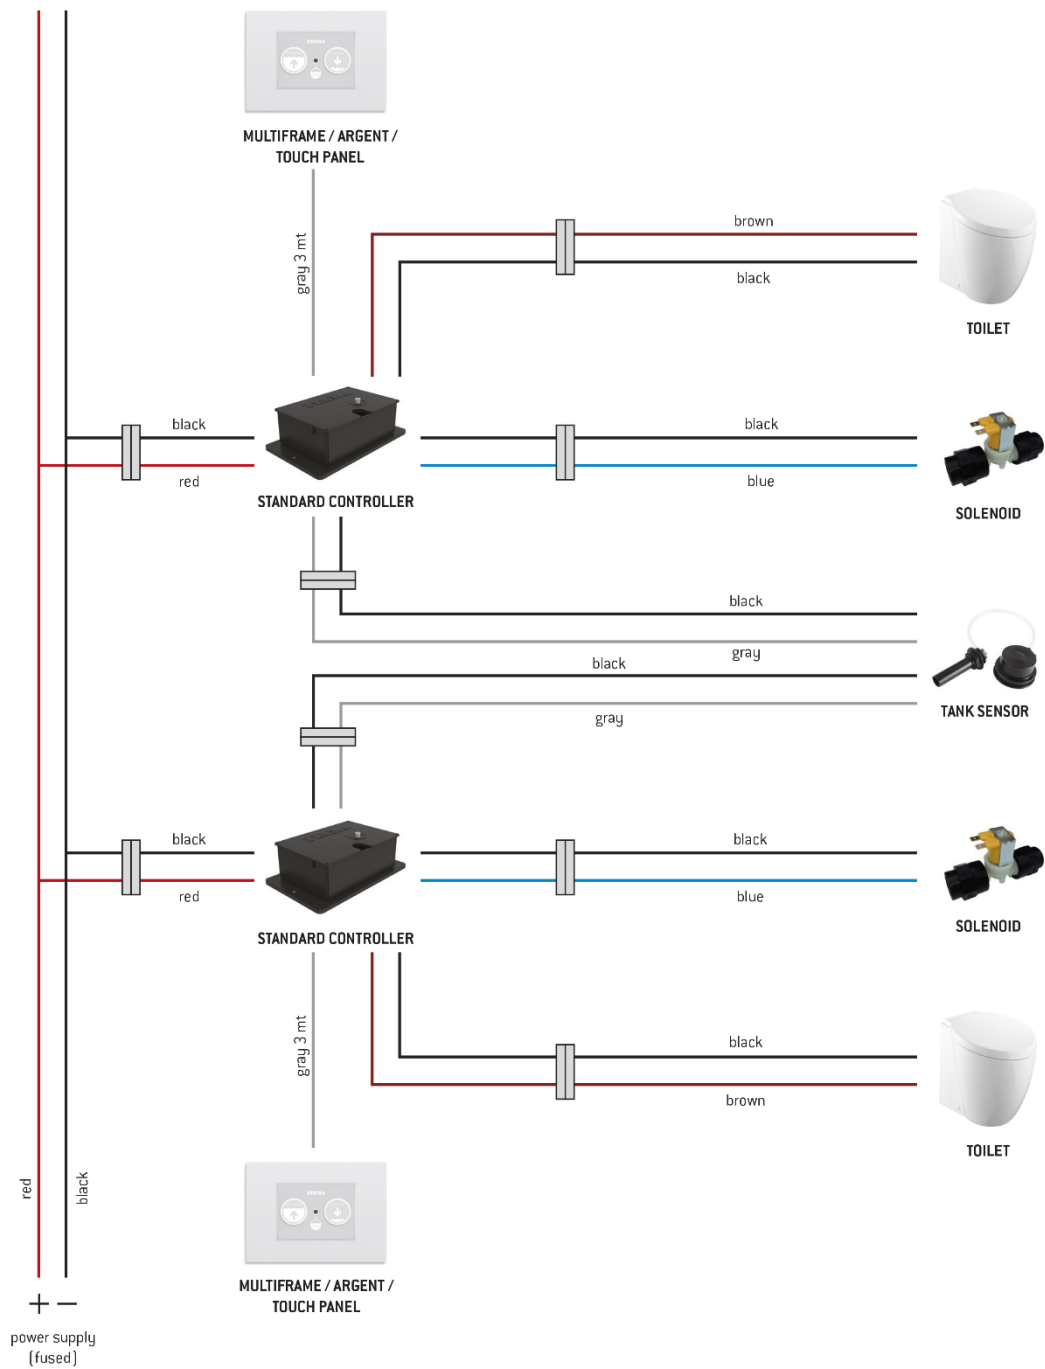 MULTIFRAME / ARGENT /
TOUCH PANEL
gray 3 mt
brown
black
TOILET
black
red
STANDARD CONTROLLER
black
blue
SOLENOID
black
gray
black
gray
TANK SENSOR
black
red
STANDARD CONTROLLER
black
blue
SOLENOID
gray 3 mt
black
brown
TOILET
red
black
MULTIFRAME / ARGENT /
TOUCH PANEL
+ −
power supply
(fused)